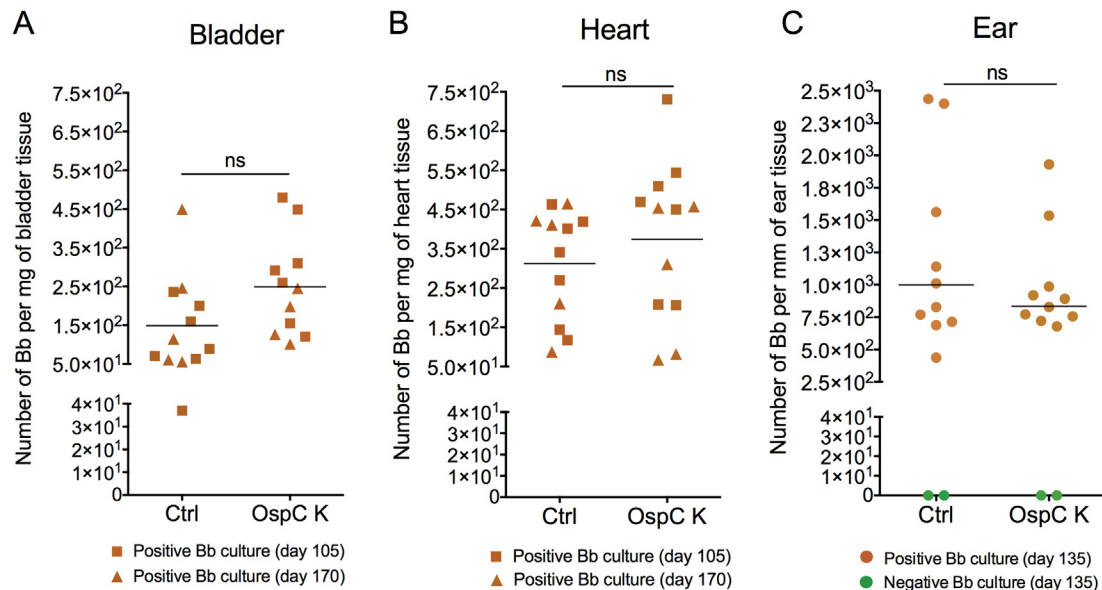 A
Bladder
Number of Bb per mg of bladder tissue
7.5×10²
6.5×10²
5.5×10²
4.5×10²
3.5×10²
2.5×10²
1.5×10²
5.0×10¹
4×10¹
3×10¹
2×10¹
1×10¹
0
ns
Ctrl
OspC K
Positive Bb culture (day 105)
Positive Bb culture (day 170)
B
Heart
Number of Bb per mg of heart tissue
7.5×10²
6.5×10²
5.5×10²
4.5×10²
3.5×10²
2.5×10²
1.5×10²
5.0×10¹
4×10¹
3×10¹
2×10¹
1×10¹
0
ns
Ctrl
OspC K
Positive Bb culture (day 105)
Positive Bb culture (day 170)
C
Ear
Number of Bb per mm of ear tissue
2.5×10³
2.3×10³
2.0×10³
1.8×10³
1.5×10³
1.3×10³
1.0×10³
7.5×10²
5.0×10²
2.5×10²
4×10¹
3×10¹
2×10¹
1×10¹
0
ns
Ctrl
OspC K
Positive Bb culture (day 135)
Negative Bb culture (day 135)